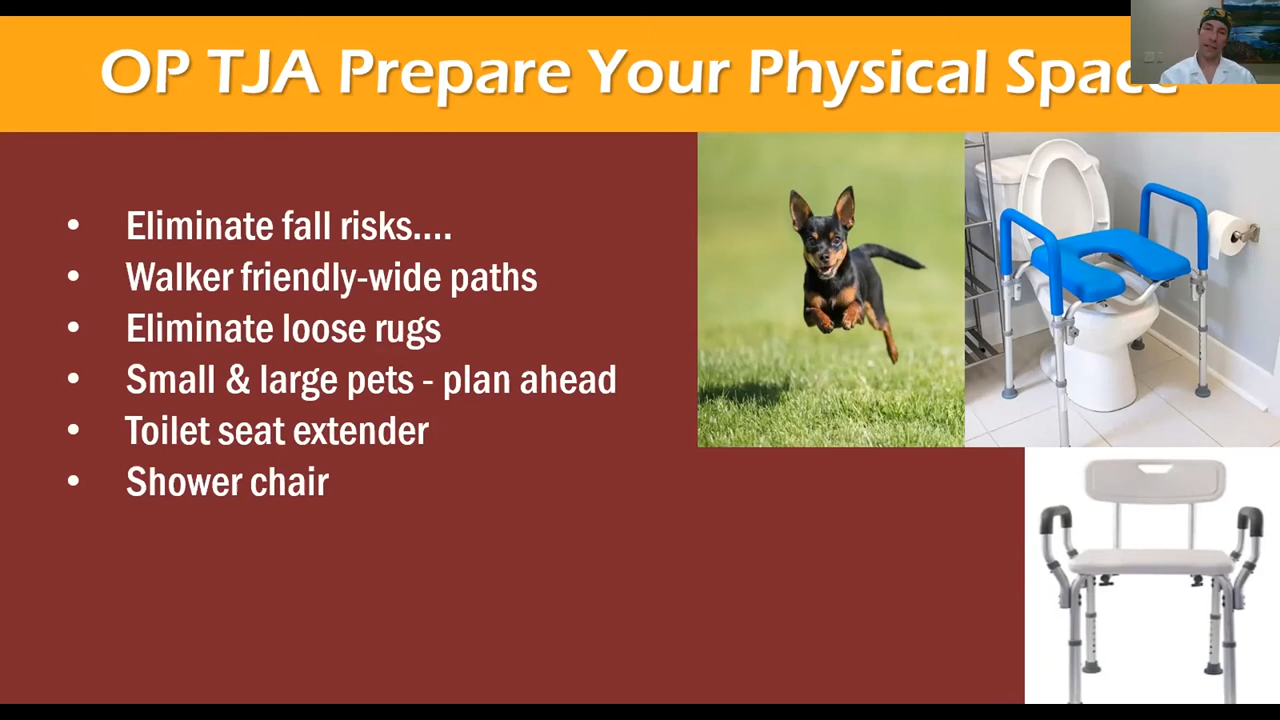 OP TJA Prepare Your Physical Space
• Eliminate fall risks....
• Walker friendly-wide paths
• Eliminate loose rugs
• Small & large pets - plan ahead
• Toilet seat extender
• Shower chair